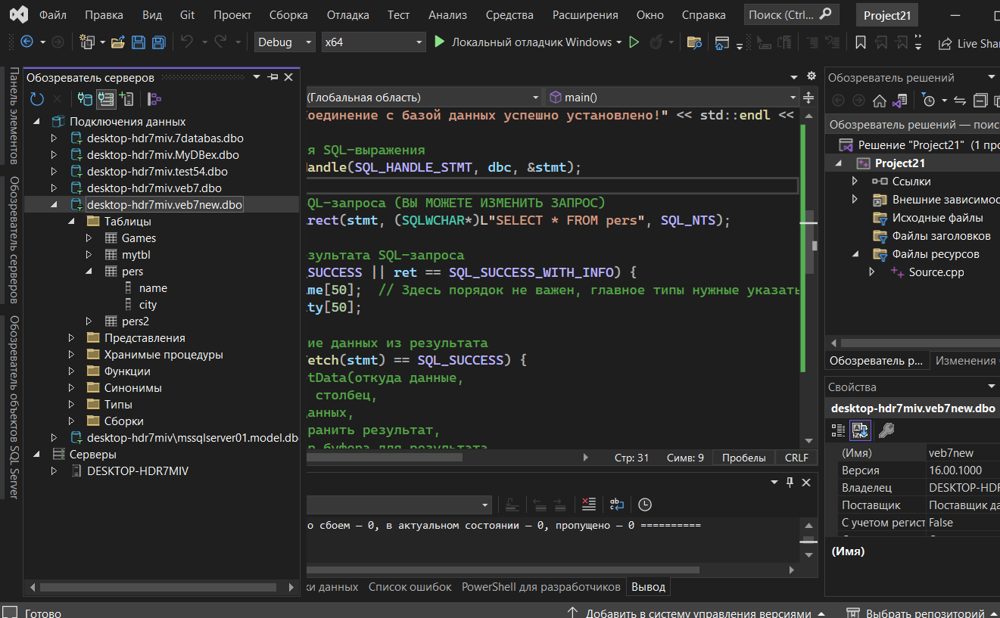 Файл Правка Вид Git Проект Сборка Отладка Тест Анализ Средства Расширения Окно Справка Поиск (Ctrl... Project21
Debug x64 Локальный отладчик Windows Live Shar
Панель элементов
Обозреватель серверов
Обозреватель объектов SQL Server
Обозреватель серверов
Подключения данных
desktop-hdr7miv.7databas.dbo
desktop-hdr7miv.MyDBex.dbo
desktop-hdr7miv.test54.dbo
desktop-hdr7miv.veb7.dbo
desktop-hdr7miv.veb7new.dbo
Таблицы
Games
mytbl
pers
name
city
pers2
Представления
Хранимые процедуры
Функции
Синонимы
Типы
Сборки
desktop-hdr7miv\mssqlserver01.model.db
Серверы
DESKTOP-HDR7MIV
(Глобальная область) main()
Соединение с базой данных успешно установлено!" << std::endl <<
я SQL-выражения
Handle(SQL_HANDLE_STMT, dbc, &stmt);
QL-запроса (ВЫ МОЖЕТЕ ИЗМЕНИТЬ ЗАПРОС)
rect(stmt, (SQLWCHAR*)L"SELECT * FROM pers", SQL_NTS);
зультата SQL-запроса
_SUCCESS || ret == SQL_SUCCESS_WITH_INFO) {
me[50]; // Здесь порядок не важен, главное типы нужные указать
ty[50];
ие данных из результата
etch(stmt) == SQL_SUCCESS) {
tData(откуда данные,
столбец,
данных,
ранить результат,
р буфера для результата
Стр: 31 Симв: 9 Пробелы CRLF
о сбоем – 0, в актуальном состоянии – 0, пропущено – 0 ==========
ки данных Список ошибок PowerShell для разработчиков Вывод
Обозреватель решений
Обозреватель решений — поис
Решение "Project21" (1 про
Project21
Ссылки
Внешние зависимос
Исходные файлы
Файлы заголовков
Файлы ресурсов
Source.cpp
Обозреватель р... Изменения
Свойства
desktop-hdr7miv.veb7new.dbo
(Имя) veb7new
Версия 16.00.1000
Владелец DESKTOP-HDR
Поставщик Поставщик да
С учетом регист False
(Имя)
Готово Добавить в систему управления версиями Выбрать репозиторий